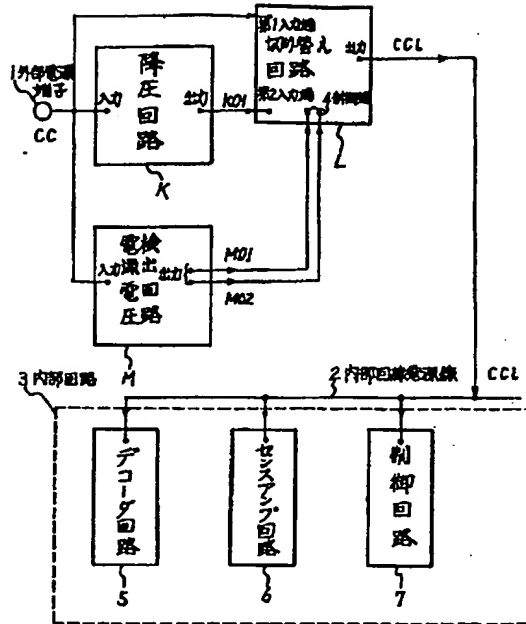 1 外部電源
端子
CC
入力
降圧回路
出力
K01
K
第1入力端
切り替え
回路
出力
第2入力端
4 制御端
L
CCL
入力
電源電圧
検出回路
出力
M01
M02
M
3 内部回路
2 内部回線電源線
CCL
デコーダ回路
5
センスアンプ回路
6
制御回路
7